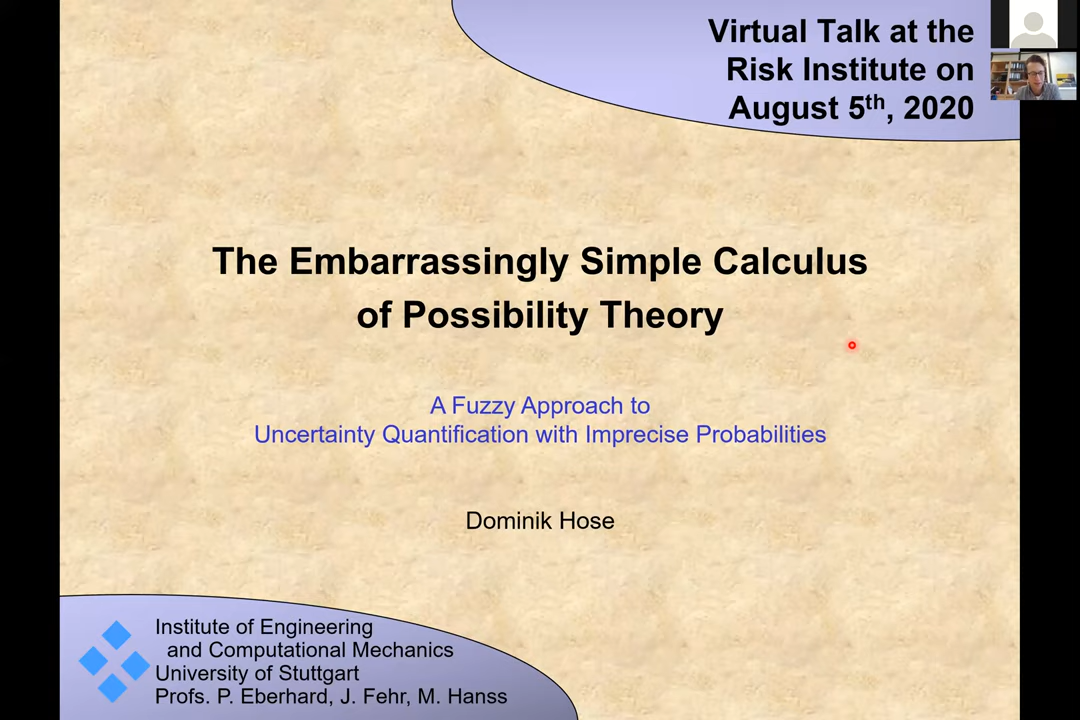 Virtual Talk at the
Risk Institute on
August 5th, 2020
The Embarrassingly Simple Calculus
of Possibility Theory
A Fuzzy Approach to
Uncertainty Quantification with Imprecise Probabilities
Dominik Hose
Institute of Engineering
and Computational Mechanics
University of Stuttgart
Profs. P. Eberhard, J. Fehr, M. Hanss